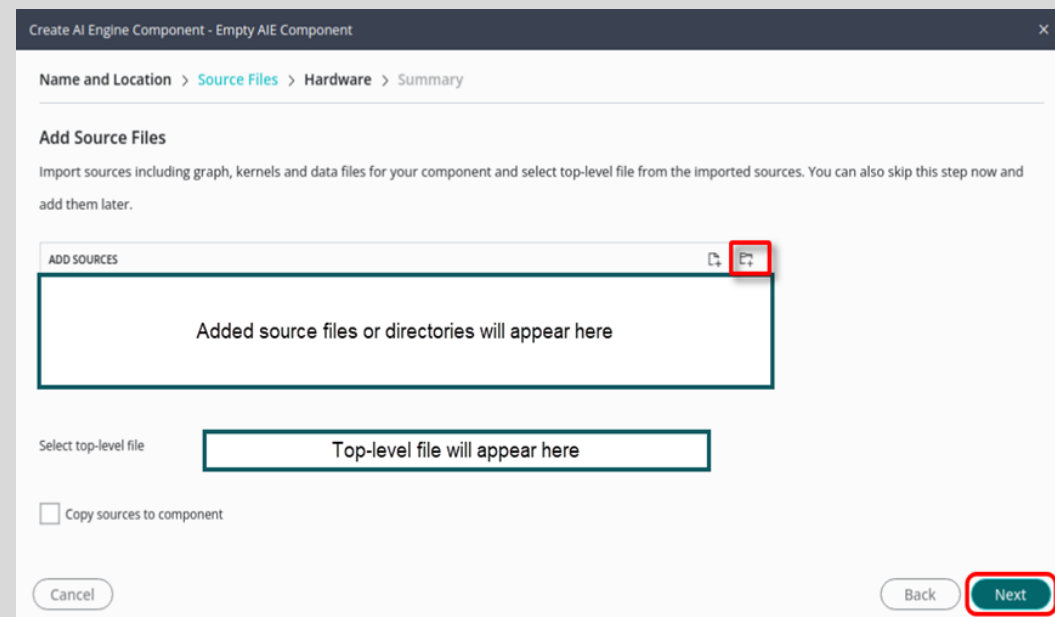 Create AI Engine Component - Empty AIE Component
Name and Location > Source Files > Hardware > Summary
Add Source Files
Import sources including graph, kernels and data files for your component and select top-level file from the imported sources. You can also skip this step now and
add them later.
ADD SOURCES
Added source files or directories will appear here
Select top-level file
Top-level file will appear here
Copy sources to component
Cancel
Back
Next